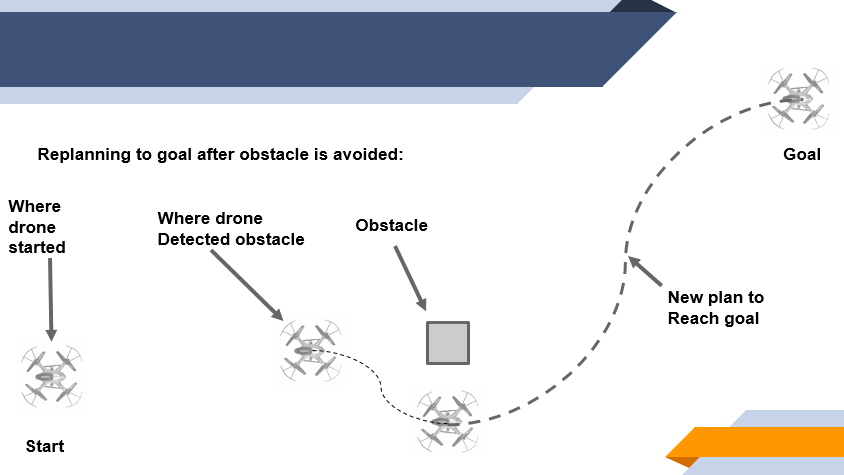 Replanning to goal after obstacle is avoided:
Goal
Where
drone
started
Where drone
Detected obstacle
Obstacle
New plan to
Reach goal
Start